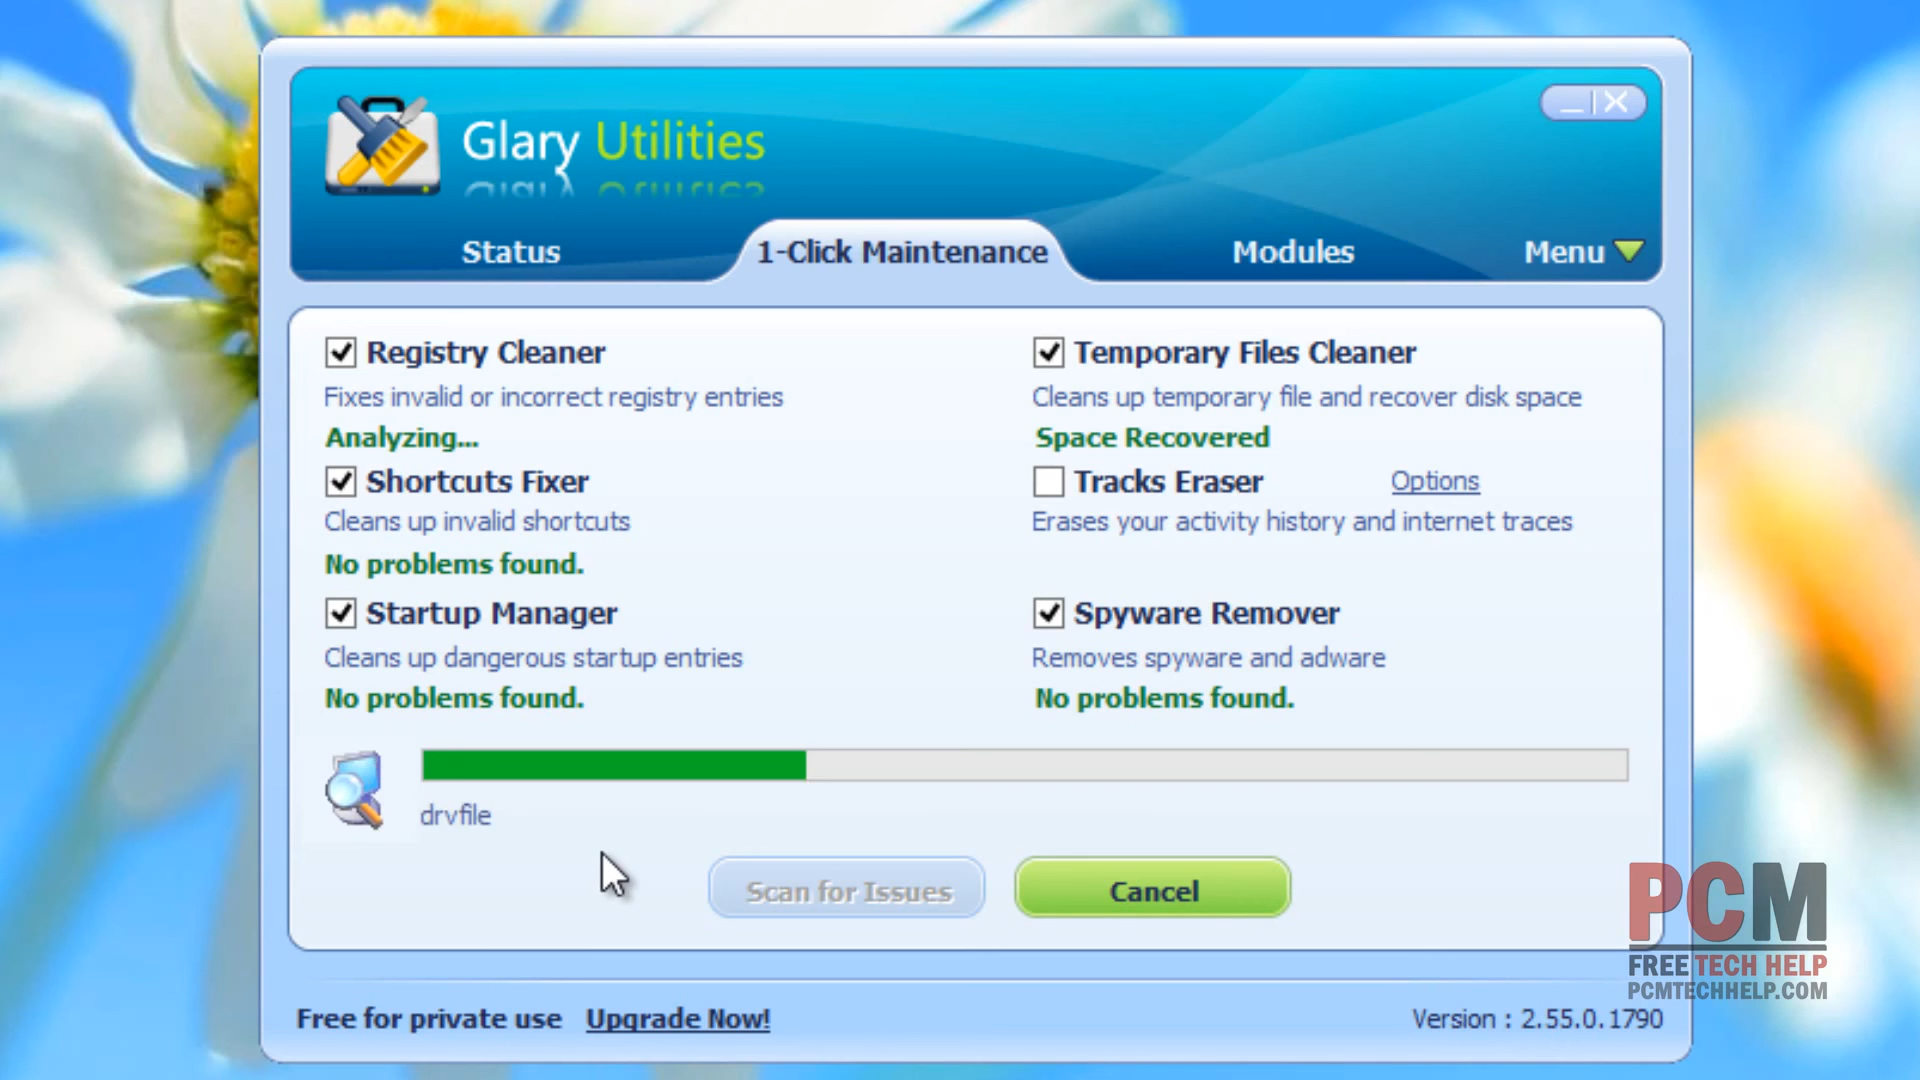 Glary Utilities
Status
1-Click Maintenance
Modules
Menu
Registry Cleaner
Fixes invalid or incorrect registry entries
Analyzing...
Shortcuts Fixer
Cleans up invalid shortcuts
No problems found.
Startup Manager
Cleans up dangerous startup entries
No problems found.
Temporary Files Cleaner
Cleans up temporary file and recover disk space
Space Recovered
Tracks Eraser
Options
Erases your activity history and internet traces
Spyware Remover
Removes spyware and adware
No problems found.
drvfile
Scan for Issues
Cancel
PCM
FREE TECH HELP
PCMTECHHELP.COM
Free for private use Upgrade Now!
Version : 2.55.0.1790